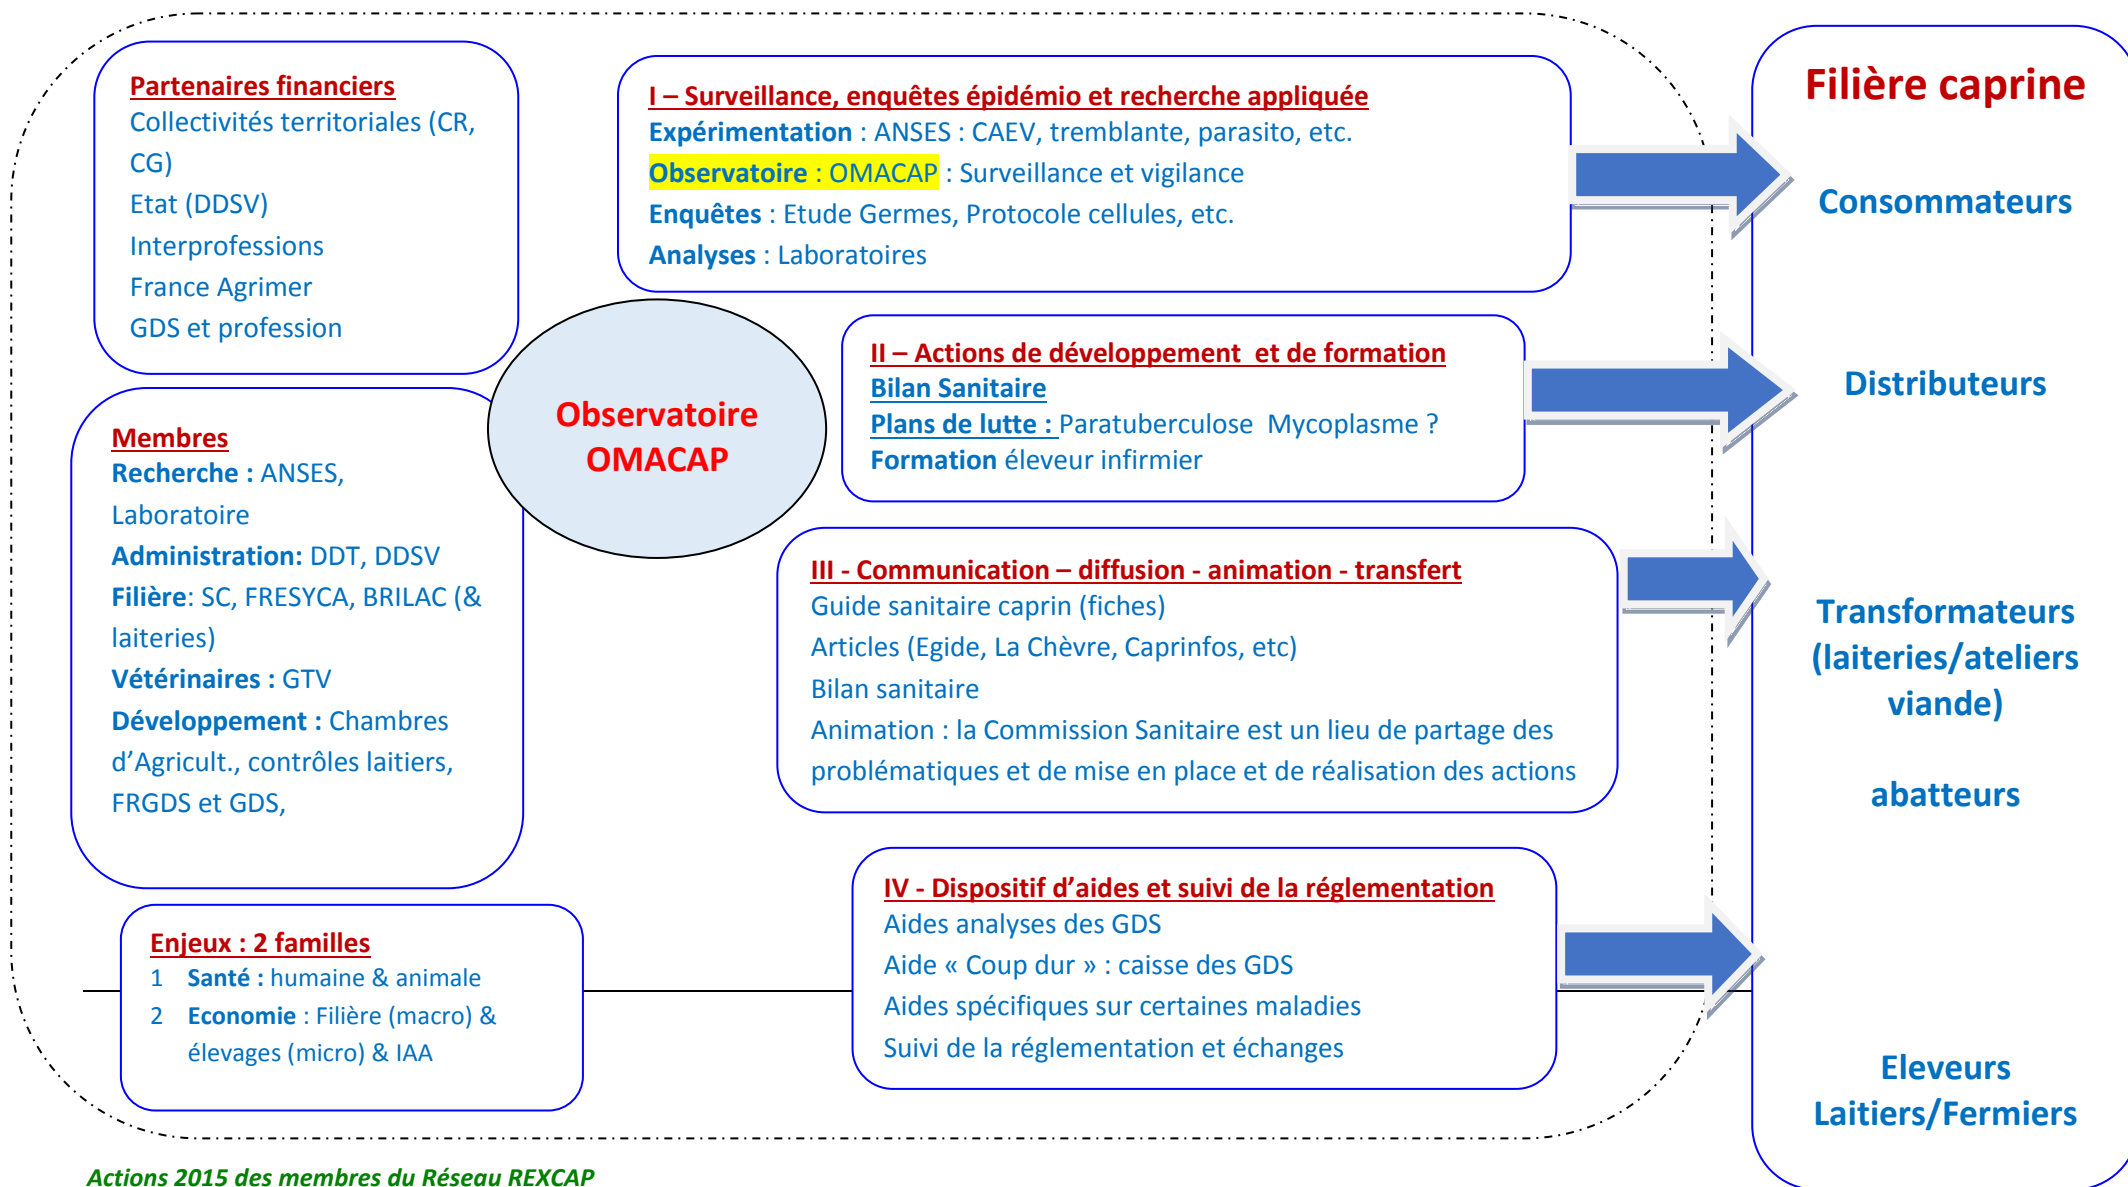 Partenaires financiers
Collectivités territoriales (CR,
CG)
Etat (DDSV)
Interprofessions
France Agrimer
GDS et profession
Membres
Recherche : ANSES,
Laboratoire
Administration: DDT, DDSV
Filière: SC, FRESYCA, BRILAC (&
laiteries)
Vétérinaires : GTV
Développement : Chambres
d’Agricult., contrôles laitiers,
FRGDS et GDS,
Enjeux : 2 familles
1 Santé : humaine & animale
2 Economie : Filière (macro) &
élevages (micro) & IAA
Observatoire
OMACAP
I – Surveillance, enquêtes épidémio et recherche appliquée
Expérimentation : ANSES : CAEV, tremblante, parasito, etc.
Observatoire : OMACAP : Surveillance et vigilance
Enquêtes : Etude Germes, Protocole cellules, etc.
Analyses : Laboratoires
II – Actions de développement et de formation
Bilan Sanitaire
Plans de lutte : Paratuberculose Mycoplasme ?
Formation éleveur infirmier
III - Communication – diffusion - animation - transfert
Guide sanitaire caprin (fiches)
Articles (Egide, La Chèvre, Caprinfos, etc)
Bilan sanitaire
Animation : la Commission Sanitaire est un lieu de partage des
problématiques et de mise en place et de réalisation des actions
IV - Dispositif d’aides et suivi de la réglementation
Aides analyses des GDS
Aide « Coup dur » : caisse des GDS
Aides spécifiques sur certaines maladies
Suivi de la réglementation et échanges
Filière caprine
Consommateurs
Distributeurs
Transformateurs
(laiteries/ateliers
viande)
abatteurs
Eleveurs
Laitiers/Fermiers
Actions 2015 des membres du Réseau REXCAP